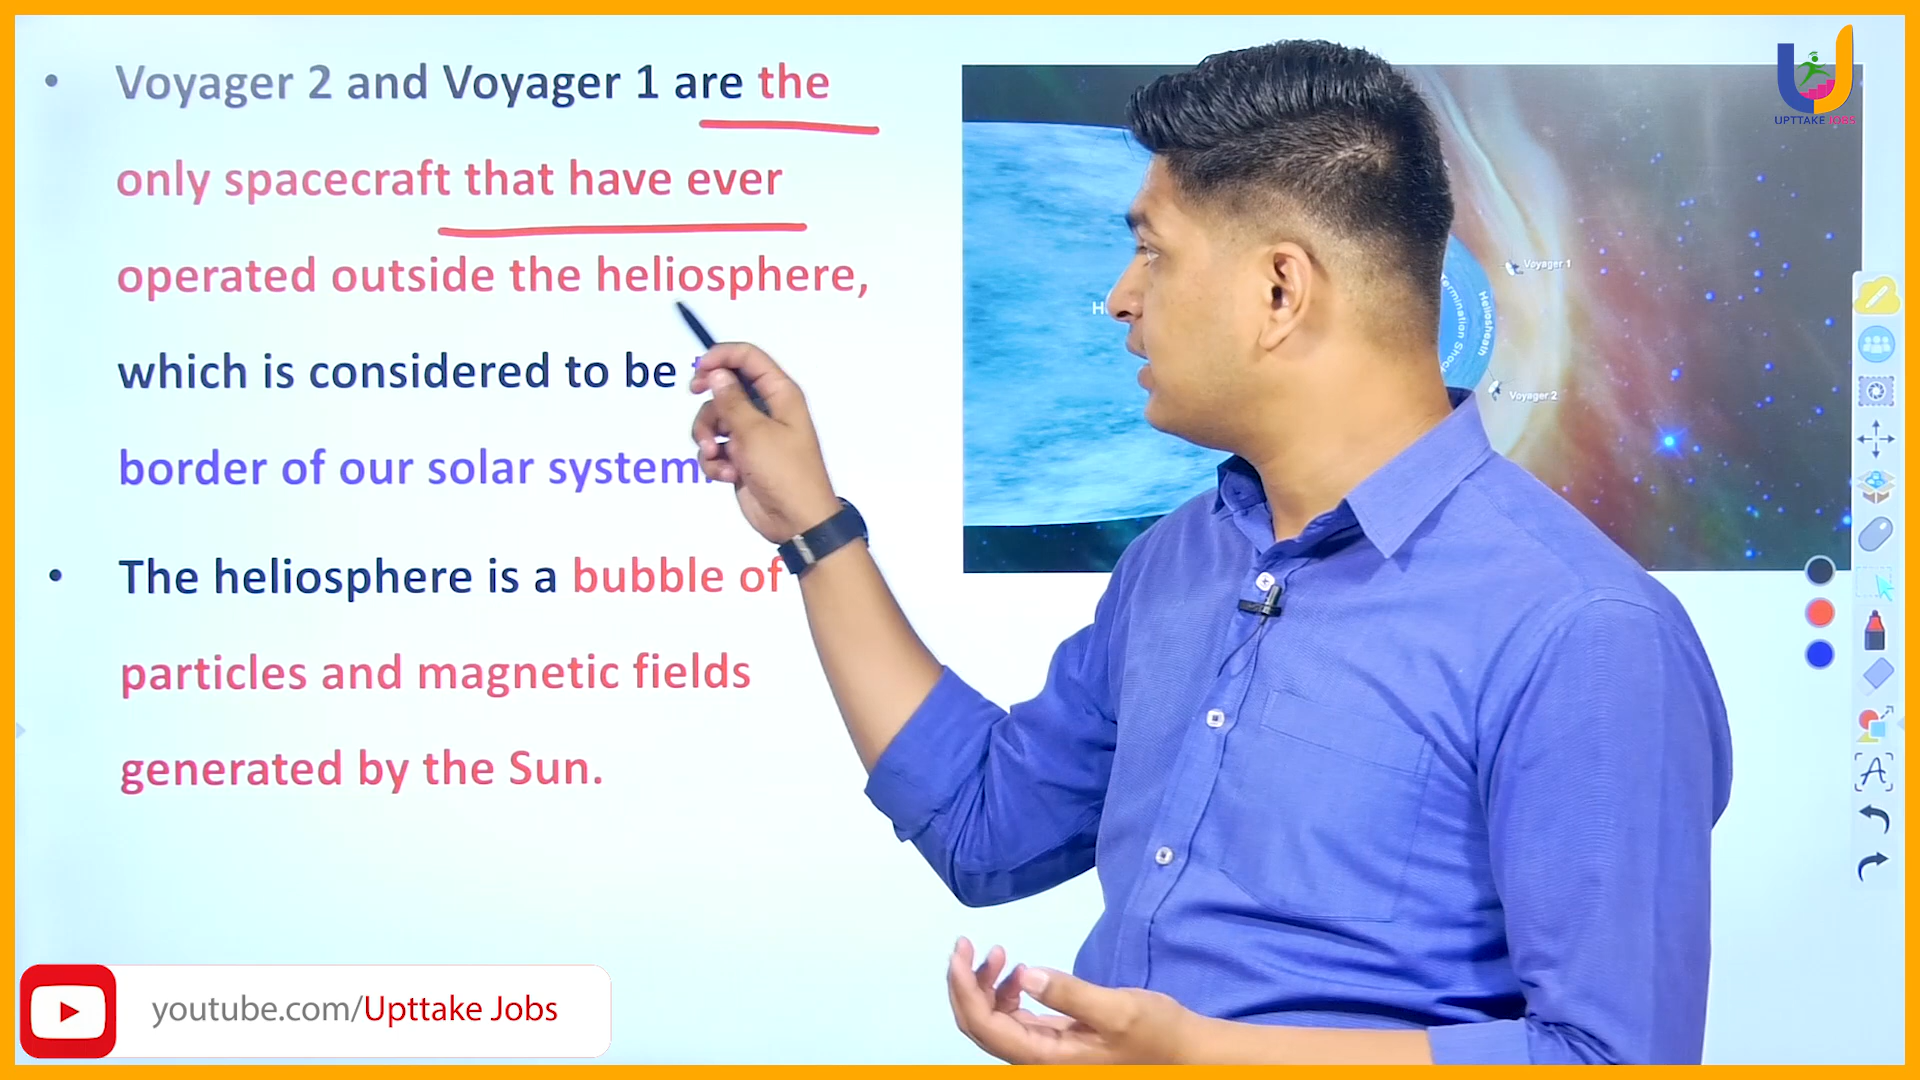 • Voyager 2 and Voyager 1 are the
only spacecraft that have ever
operated outside the heliosphere,
which is considered to be
border of our solar system.
• The heliosphere is a bubble of
particles and magnetic fields
generated by the Sun.
UPTTAKE JOBS
Voyager 1
Termination Shock
Heliosheath
Voyager 2
A
youtube.com/Upttake Jobs